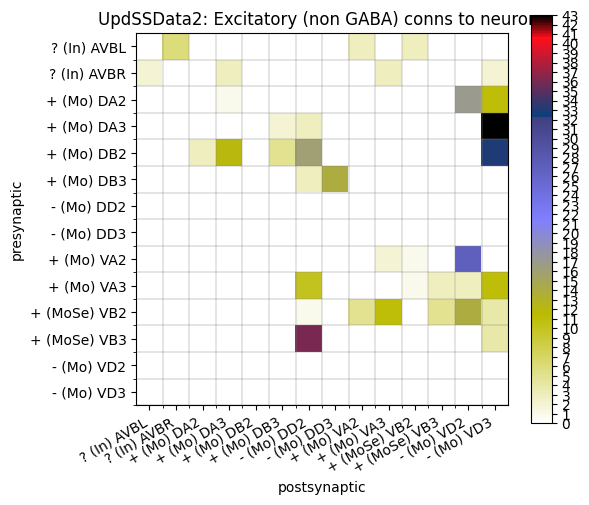 UpdSSData2: Excitatory (non GABA) conns to neuron
? (In) AVBL
? (In) AVBR
+ (Mo) DA2
+ (Mo) DA3
+ (Mo) DB2
+ (Mo) DB3
- (Mo) DD2
- (Mo) DD3
+ (Mo) VA2
+ (Mo) VA3
+ (MoSe) VB2
+ (MoSe) VB3
- (Mo) VD2
- (Mo) VD3
presynaptic
? (In) AVBL
? (In) AVBR
+ (Mo) DA2
+ (Mo) DA3
+ (Mo) DB2
+ (Mo) DB3
- (Mo) DD2
- (Mo) DD3
+ (Mo) VA2
+ (Mo) VA3
+ (MoSe) VB2
+ (MoSe) VB3
- (Mo) VD2
- (Mo) VD3
postsynaptic
43
42
41
40
39
38
37
36
35
34
33
32
31
30
29
28
27
26
25
24
23
22
21
20
19
18
17
16
15
14
13
12
11
10
9
8
7
6
5
4
3
2
1
0